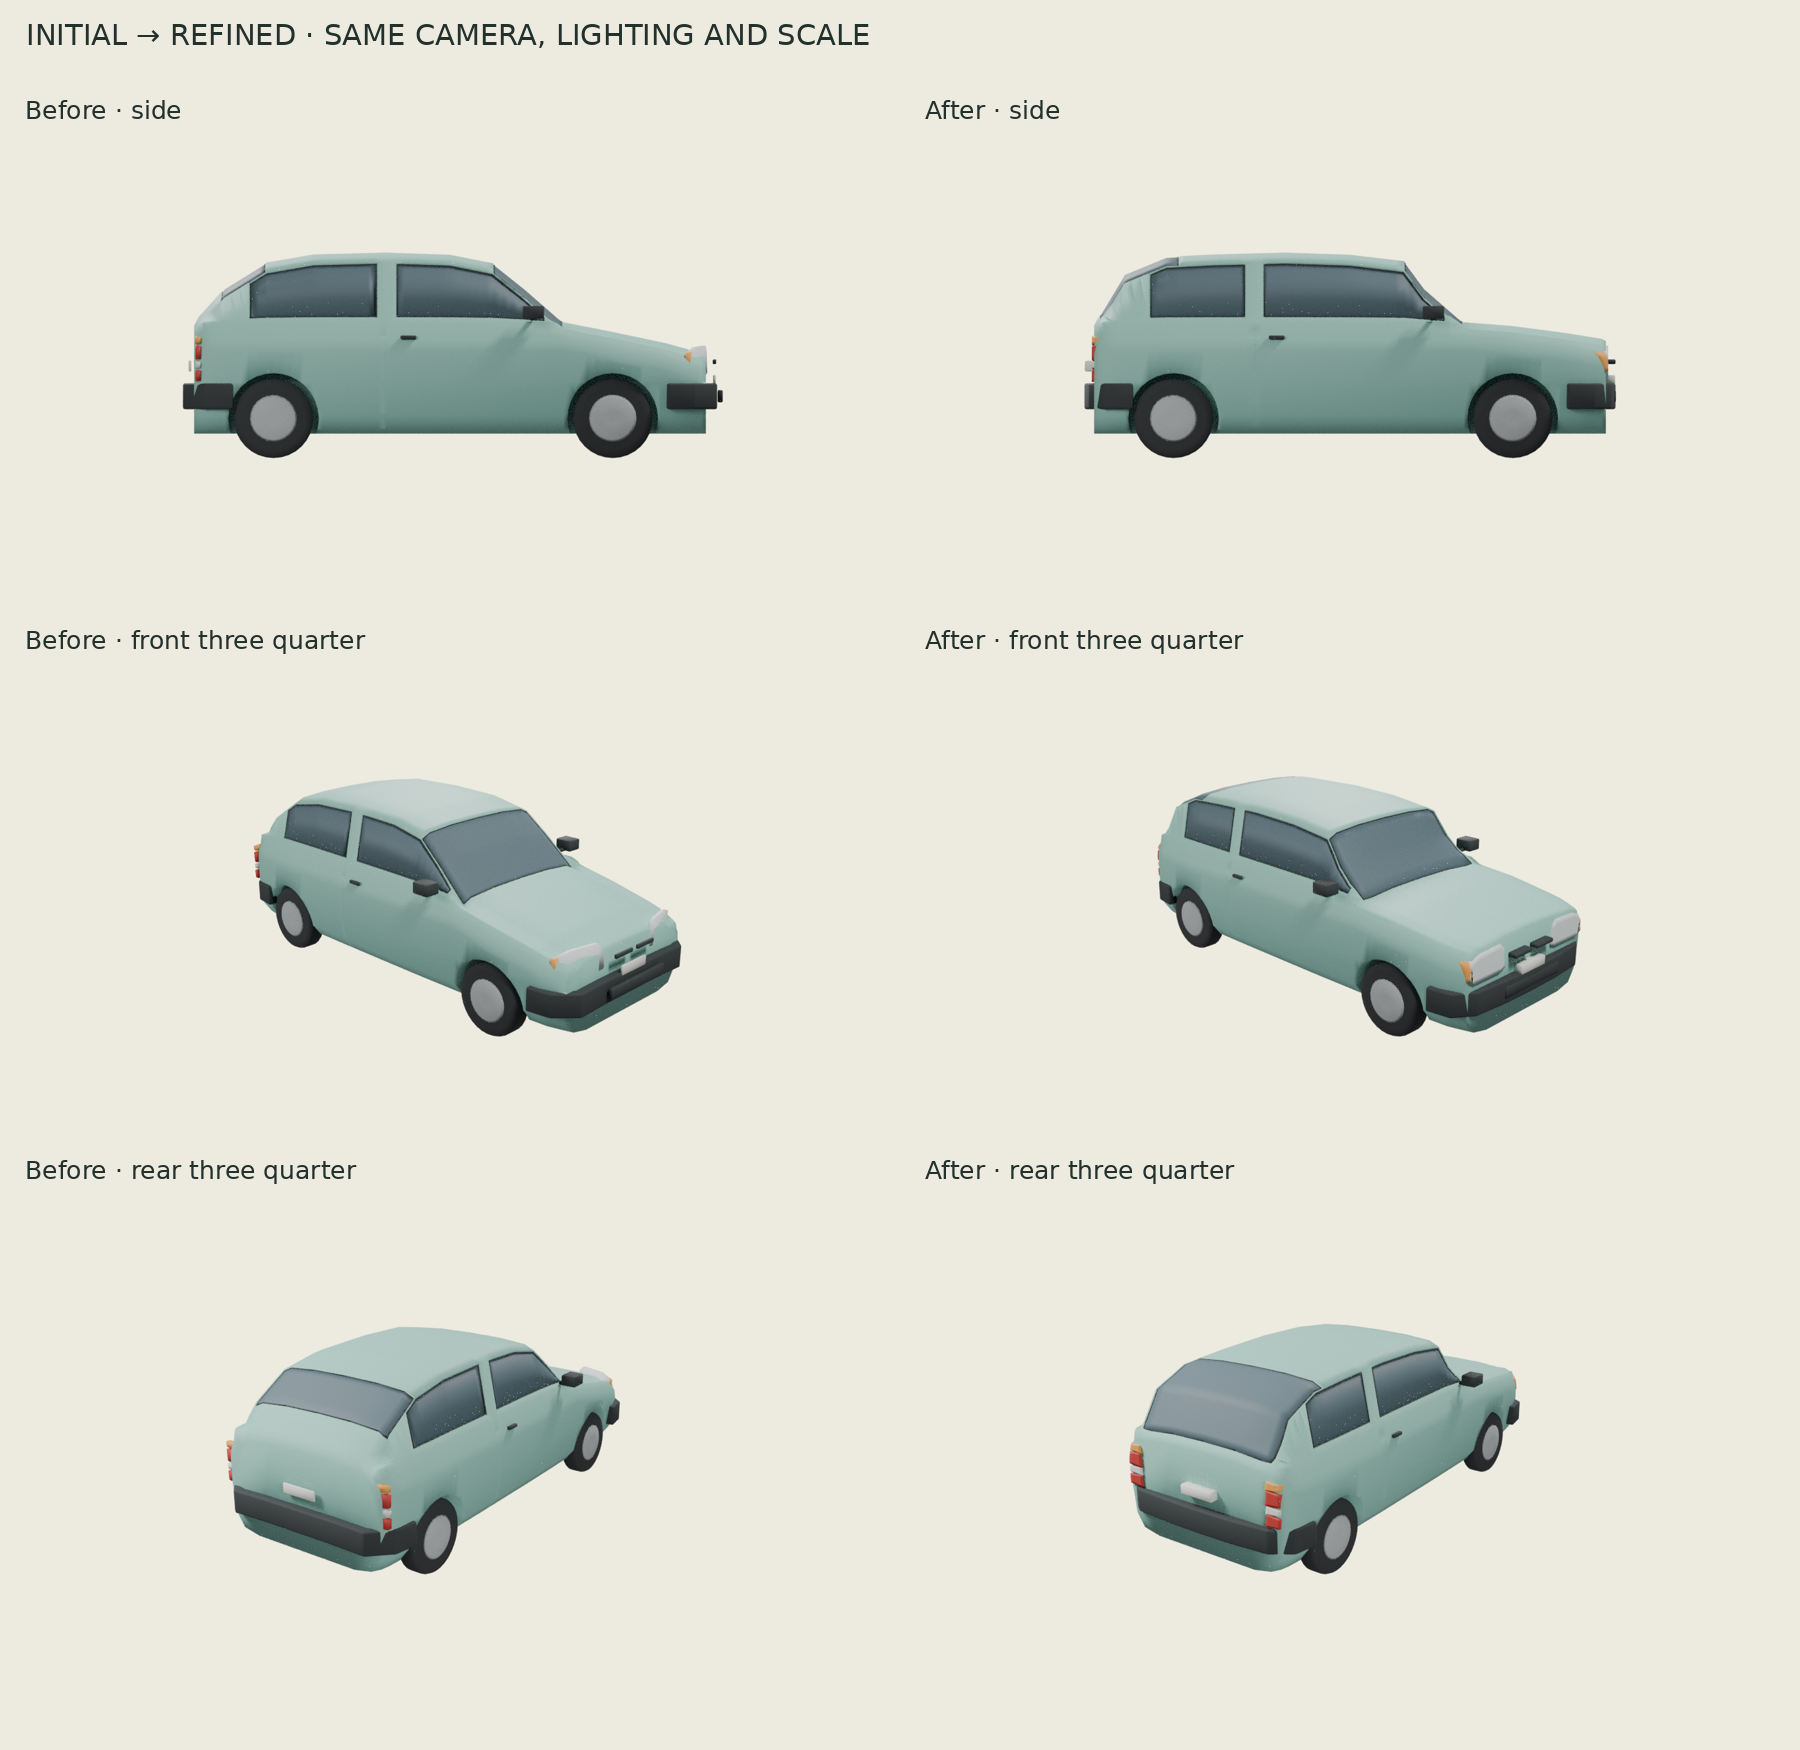 INITIAL → REFINED · SAME CAMERA, LIGHTING AND SCALE
Before · side
After · side
Before · front three quarter
After · front three quarter
Before · rear three quarter
After · rear three quarter